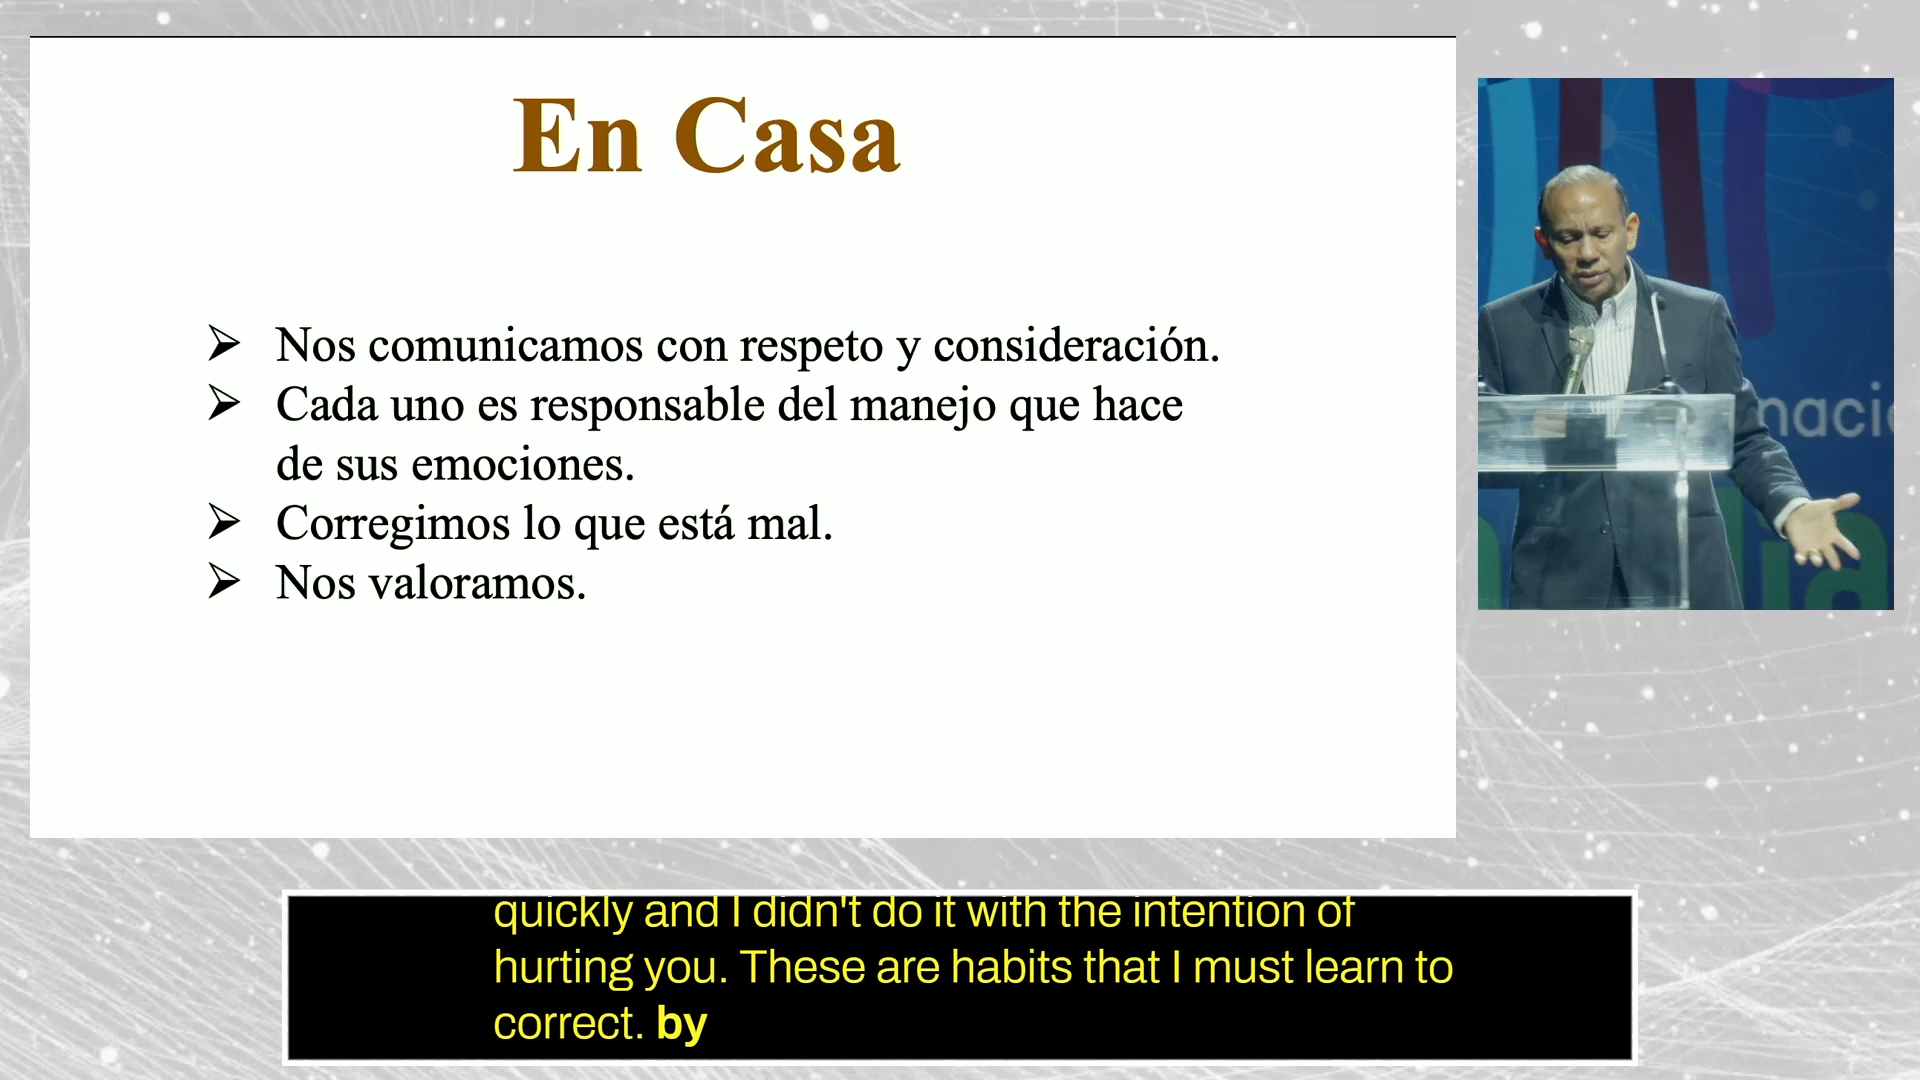 En Casa
➢ Nos comunicamos con respeto y consideración.
➢ Cada uno es responsable del manejo que hace
de sus emociones.
➢ Corregimos lo que está mal.
➢ Nos valoramos.
quickly and I didn't do it with the intention of
hurting you. These are habits that I must learn to
correct. by